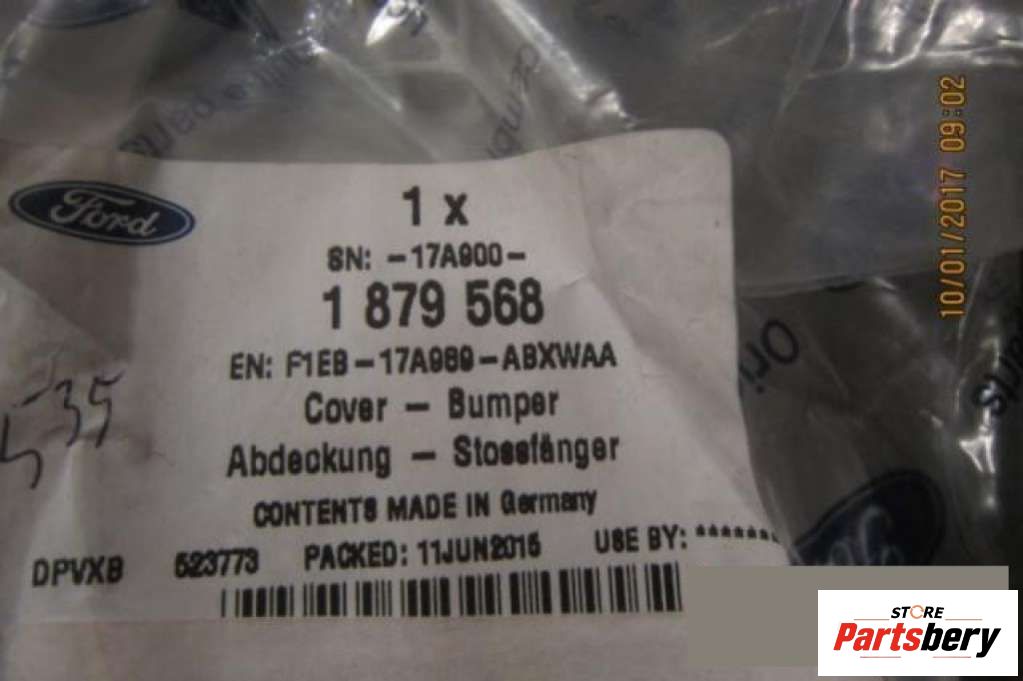 Ford
1 x
SN: -17A900-
1 879 568
EN: F1EB-17A989-ABXWAA
Cover - Bumper
Abdeckung - Stossfänger
CONTENTS MADE IN Germany
DPVXB 523773 PACKED: 11JUN2015 USE BY: *******
535
10/01/2017 09:02
Ori
STORE
Partsbery